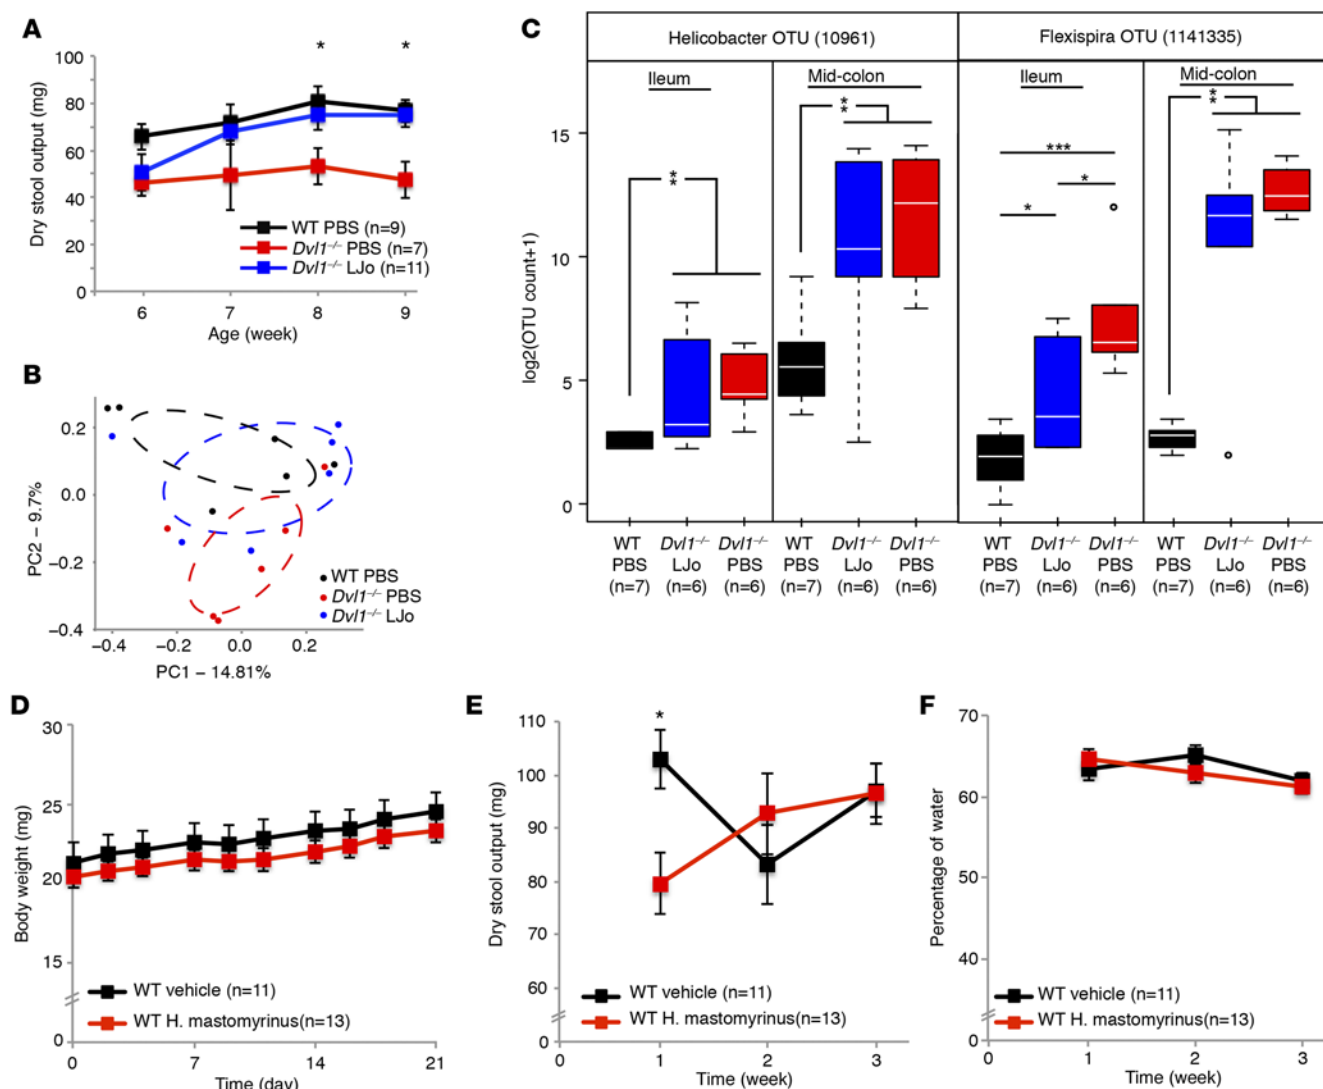 A
Dry stool output (mg)
100
80
60
40
20
0
*
*
WT PBS (n=9)
Dvl1⁻/⁻ PBS (n=7)
Dvl1⁻/⁻ LJo (n=11)
6
7
8
9
Age (week)
B
PC2 – 9.7%
0.2
0.0
−0.2
−0.4
WT PBS
Dvl1⁻/⁻ PBS
Dvl1⁻/⁻ LJo
−0.4
−0.2
0.0
0.2
PC1 – 14.81%
C
Helicobacter OTU (10961)
Flexispira OTU (1141335)
Ileum
Mid-colon
Ileum
Mid-colon
log2(OTU count+1)
15
10
5
0
**
**
***
*
*
**
WT PBS (n=7)
Dvl1⁻/⁻ LJo (n=6)
Dvl1⁻/⁻ PBS (n=6)
WT PBS (n=7)
Dvl1⁻/⁻ LJo (n=6)
Dvl1⁻/⁻ PBS (n=6)
WT PBS (n=7)
Dvl1⁻/⁻ LJo (n=6)
Dvl1⁻/⁻ PBS (n=6)
WT PBS (n=7)
Dvl1⁻/⁻ LJo (n=6)
Dvl1⁻/⁻ PBS (n=6)
D
Body weight (mg)
30
25
20
15
0
WT vehicle (n=11)
WT H. mastomyrinus(n=13)
0
7
14
21
Time (day)
E
Dry stool output (mg)
110
100
90
80
70
60
0
*
WT vehicle (n=11)
WT H. mastomyrinus(n=13)
0
1
2
3
Time (week)
F
Percentage of water
70
60
50
40
0
WT vehicle (n=11)
WT H. mastomyrinus(n=13)
0
1
2
3
Time (week)